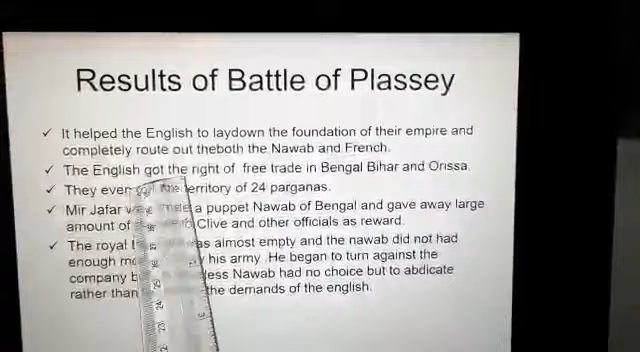 Results of Battle of Plassey
✓ It helped the English to laydown the foundation of their empire and
completely route out theboth the Nawab and French.
✓ The English got the right of free trade in Bengal Bihar and Orissa.
✓ They even the territory of 24 parganas.
✓ Mir Jafar a puppet Nawab of Bengal and gave away large
amount of to Clive and other officials as reward.
✓ The royal was almost empty and the nawab did not had
enough his army .He began to turn against the
company Nawab had no choice but to abdicate
rather than the demands of the english.